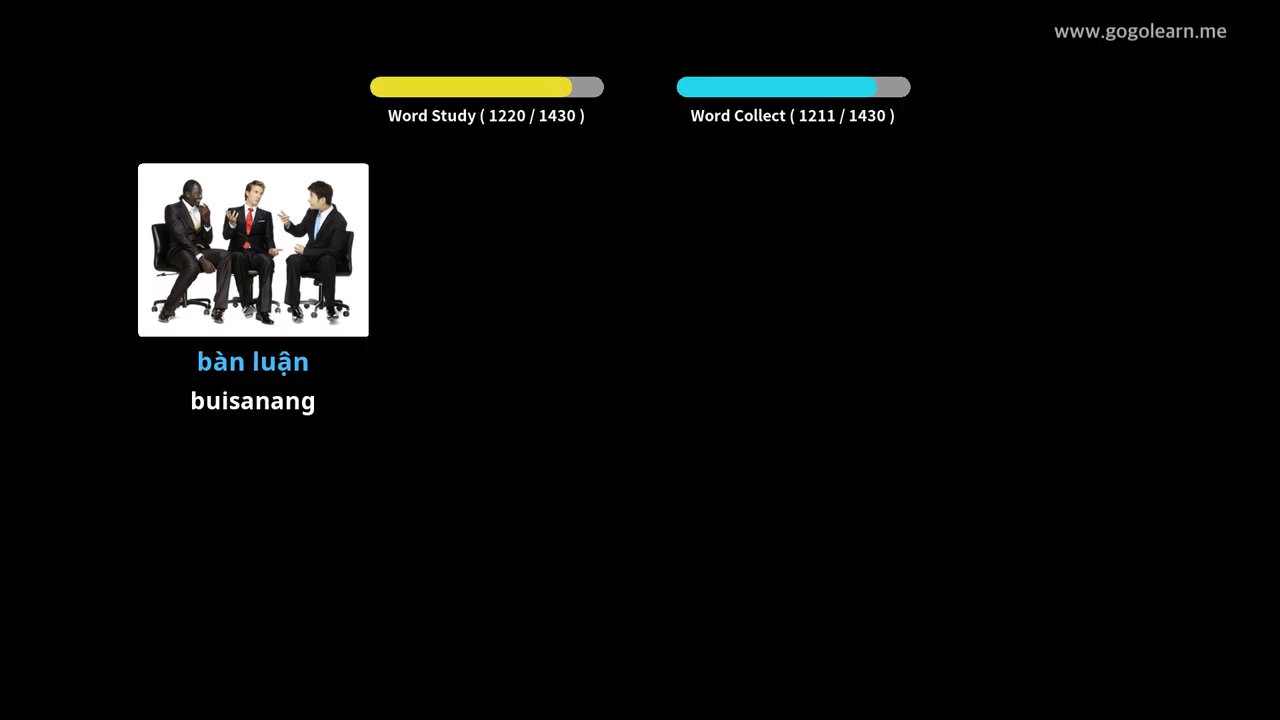 www.gogolearn.me
Word Study ( 1220 / 1430 )
Word Collect ( 1211 / 1430 )
bàn luận
buisanang